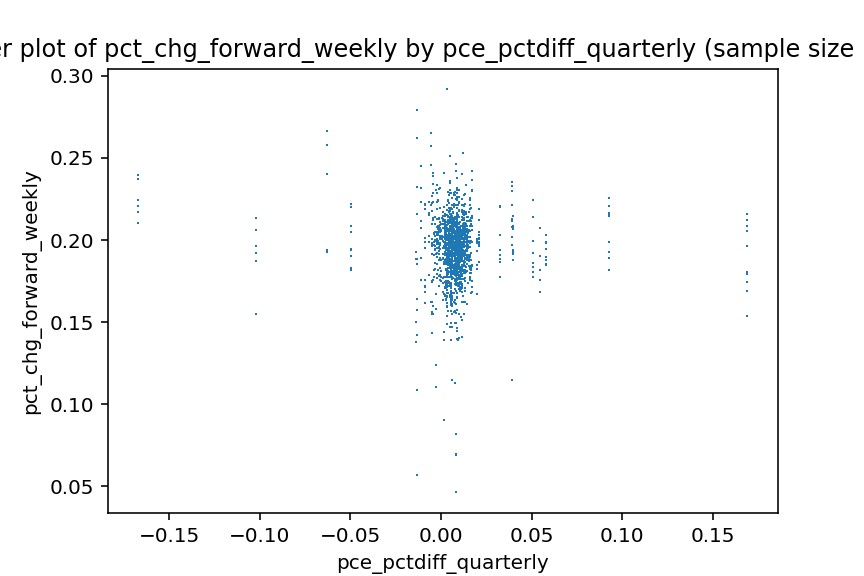 er plot of pct_chg_forward_weekly by pce_pctdiff_quarterly (sample size
0.30
0.25
0.20
0.15
0.10
0.05
pct_chg_forward_weekly
−0.15 −0.10 −0.05 0.00 0.05 0.10 0.15
pce_pctdiff_quarterly